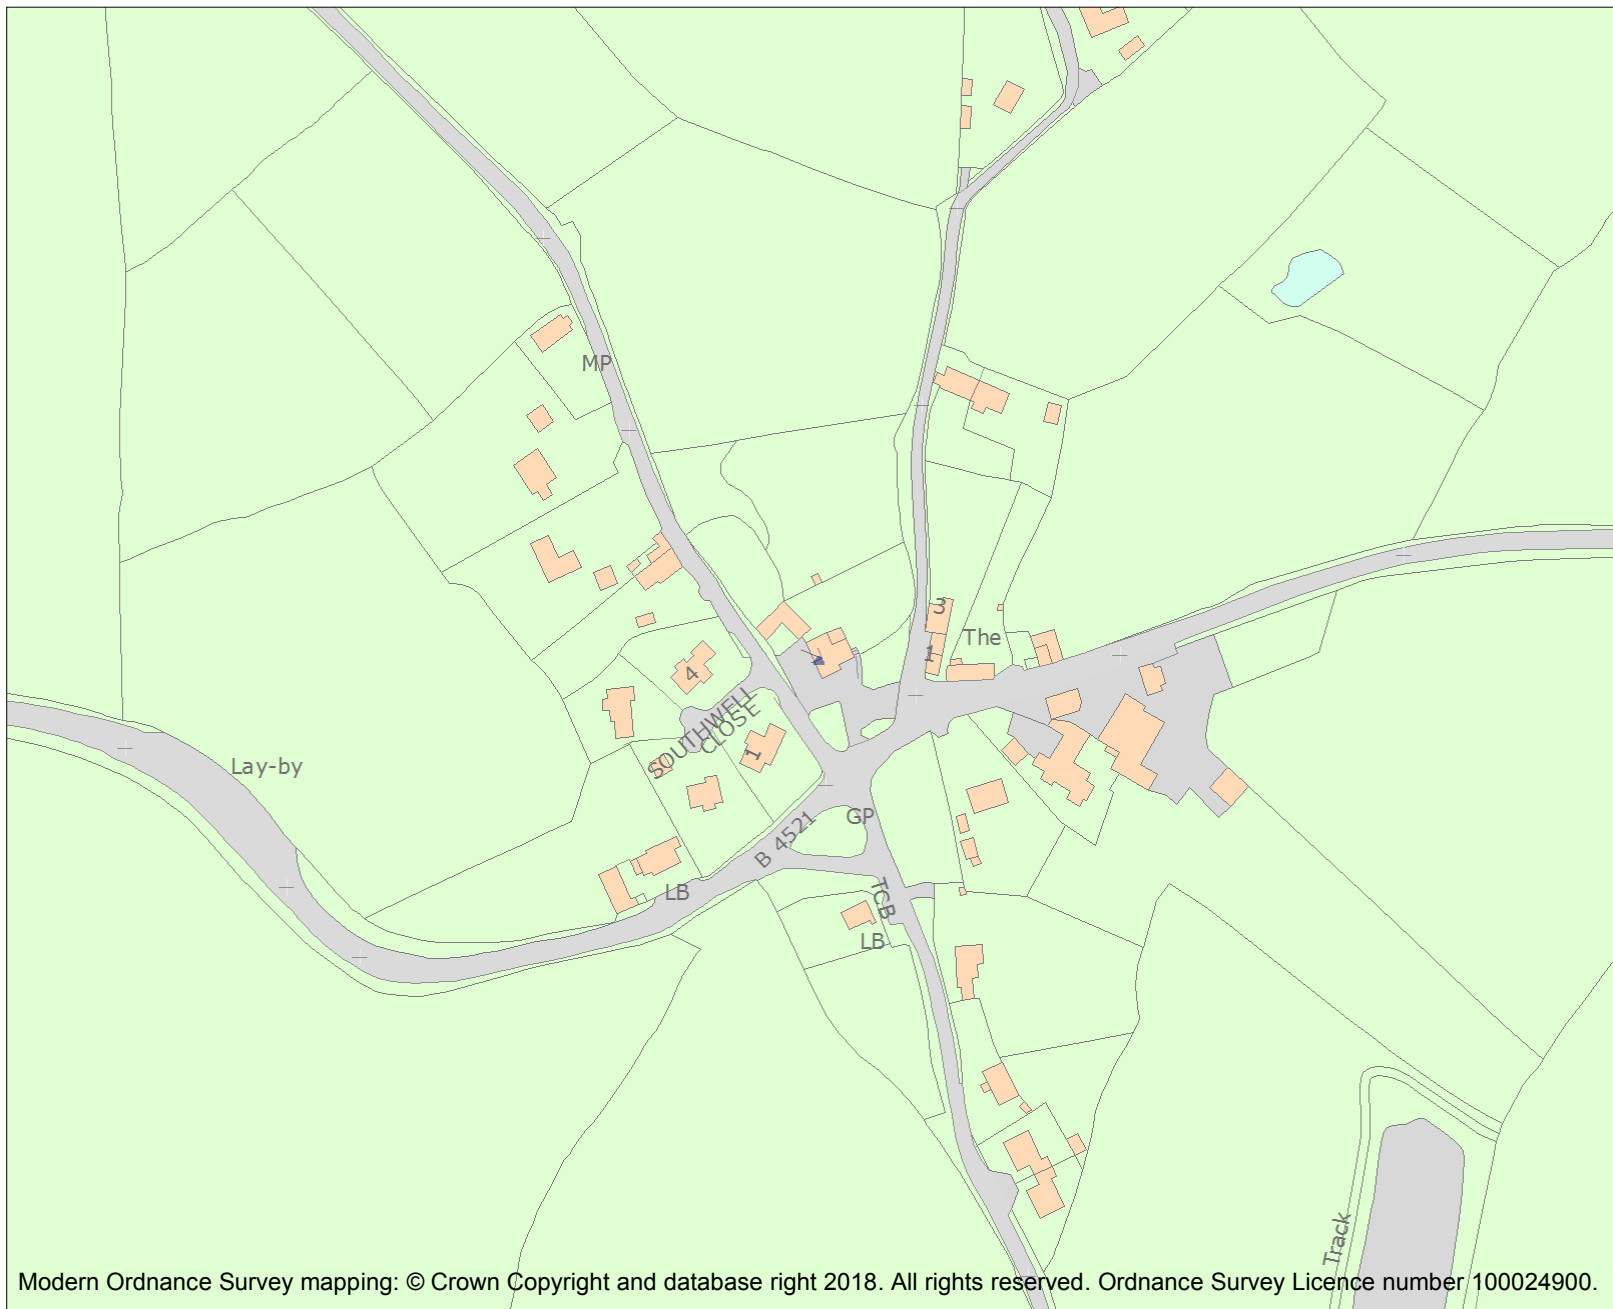 MP
3
The
1
4
SOUTHWELL
CLOSE
1
Lay-by
GP
B 4521
TCB
LB
LB
Track
Modern Ordnance Survey mapping: © Crown Copyright and database right 2018. All rights reserved. Ordnance Survey Licence number 100024900.